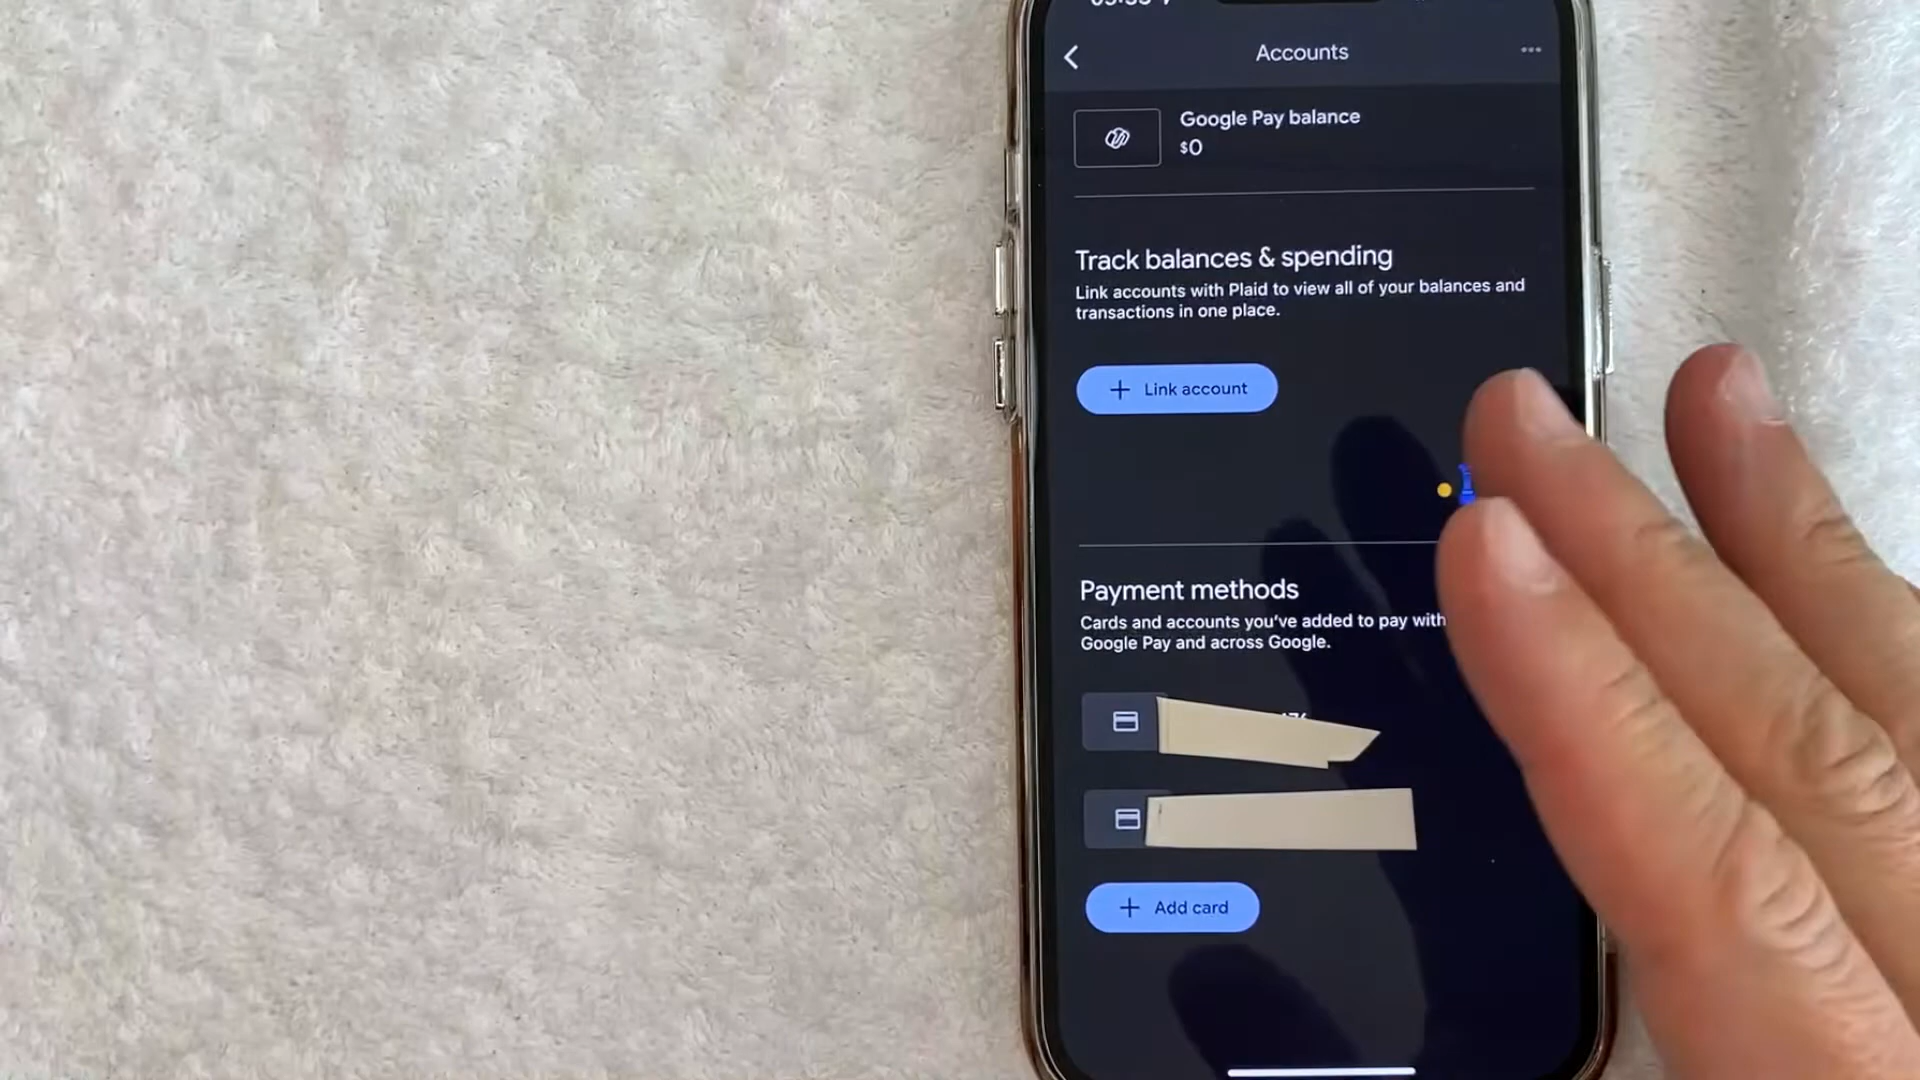 Accounts
Google Pay balance
$0
Track balances & spending
Link accounts with Plaid to view all of your balances and
transactions in one place.
+ Link account
Payment methods
Cards and accounts you've added to pay with
Google Pay and across Google.
+ Add card